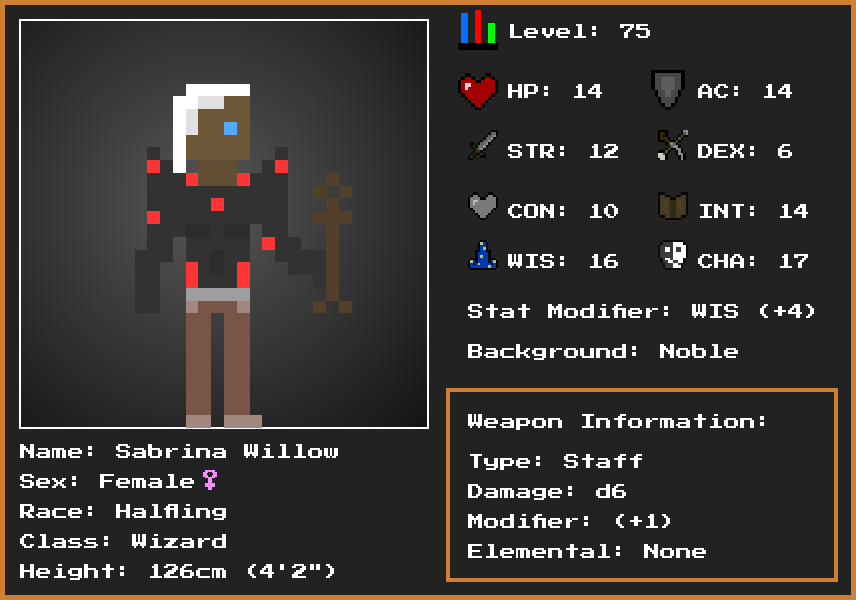 Level: 75
HP: 14 AC: 14
STR: 12 DEX: 6
CON: 10 INT: 14
WIS: 16 CHA: 17
Stat Modifier: WIS (+4)
Background: Noble
Weapon Information:
Type: Staff
Damage: d6
Modifier: (+1)
Elemental: None
Name: Sabrina Willow
Sex: Female♀
Race: Halfling
Class: Wizard
Height: 126cm (4'2")